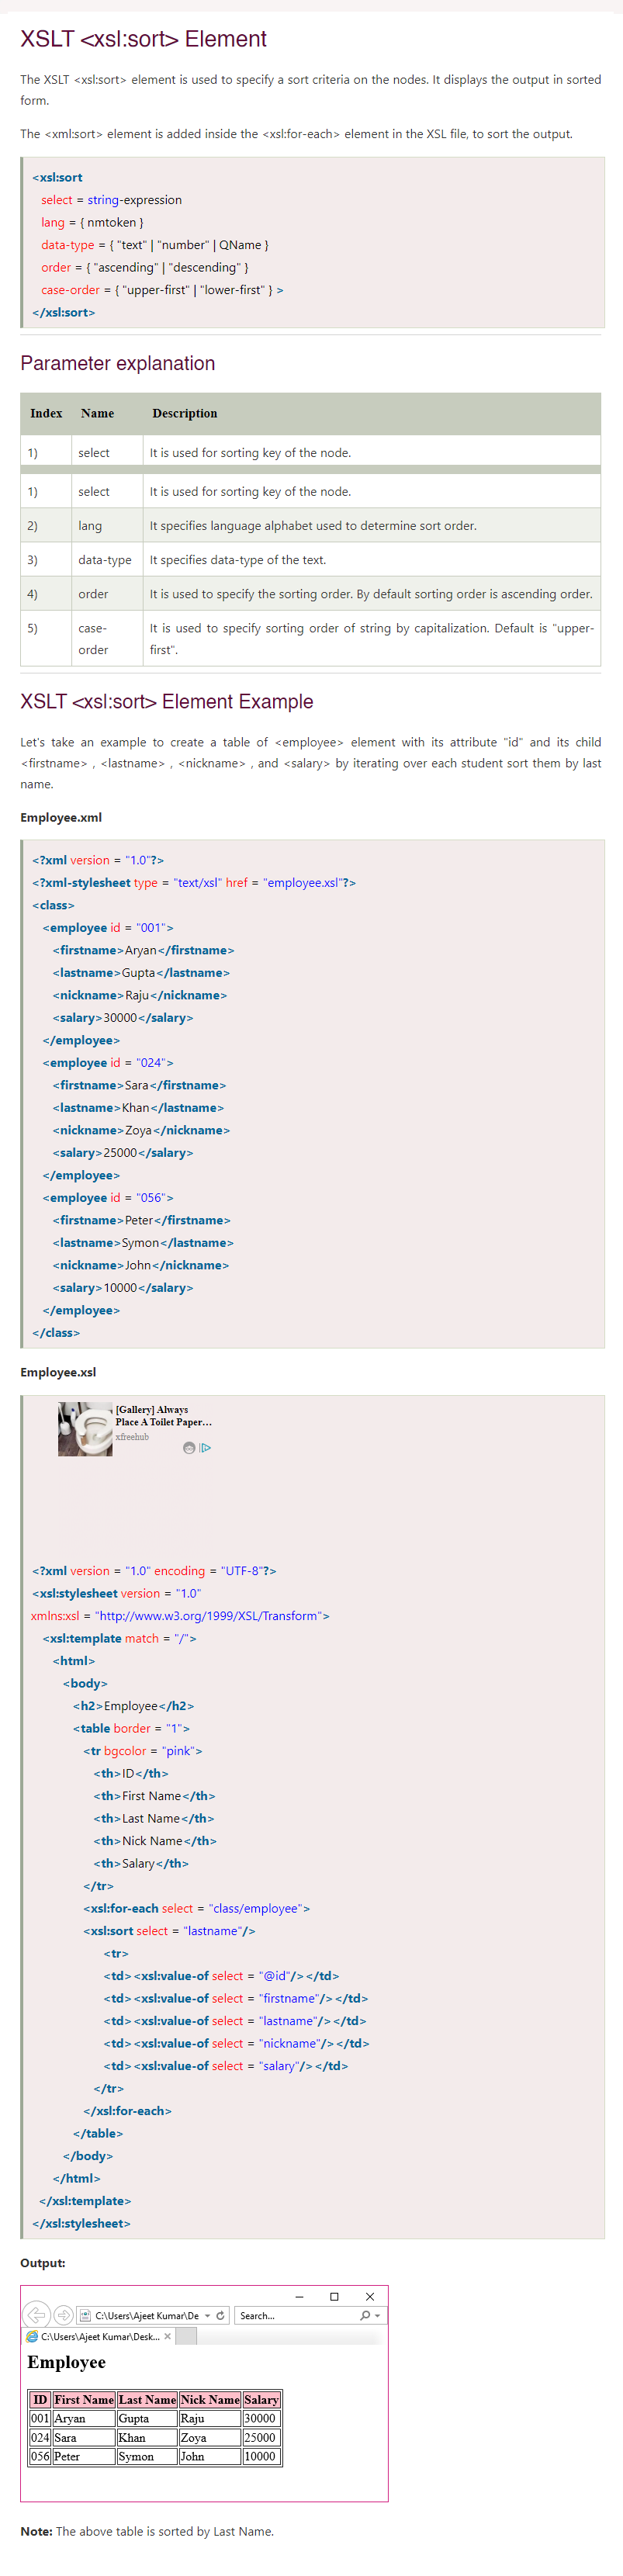 XSLT <xsl:sort> Element
The XSLT <xsl:sort> element is used to specify a sort criteria on the nodes. It displays the output in sorted
form.
The <xml:sort> element is added inside the <xsl:for-each> element in the XSL file, to sort the output.
<xsl:sort
select = string-expression
lang = { nmtoken }
data-type = { "text" | "number" | QName }
order = { "ascending" | "descending" }
case-order = { "upper-first" | "lower-first" } >
</xsl:sort>
Parameter explanation
Index Name Description
1) select It is used for sorting key of the node.
1) select It is used for sorting key of the node.
2) lang It specifies language alphabet used to determine sort order.
3) data-type It specifies data-type of the text.
4) order It is used to specify the sorting order. By default sorting order is ascending order.
5) case- It is used to specify sorting order of string by capitalization. Default is "upper-
order first".
XSLT <xsl:sort> Element Example
Let's take an example to create a table of <employee> element with its attribute "id" and its child
<firstname> , <lastname> , <nickname> , and <salary> by iterating over each student sort them by last
name.
Employee.xml
<?xml version = "1.0"?>
<?xml-stylesheet type = "text/xsl" href = "employee.xsl"?>
<class>
<employee id = "001">
<firstname>Aryan</firstname>
<lastname>Gupta</lastname>
<nickname>Raju</nickname>
<salary>30000</salary>
</employee>
<employee id = "024">
<firstname>Sara</firstname>
<lastname>Khan</lastname>
<nickname>Zoya</nickname>
<salary>25000</salary>
</employee>
<employee id = "056">
<firstname>Peter</firstname>
<lastname>Symon</lastname>
<nickname>John</nickname>
<salary>10000</salary>
</employee>
</class>
Employee.xsl
[Gallery] Always
Place A Toilet Paper...
xfreehub
<?xml version = "1.0" encoding = "UTF-8"?>
<xsl:stylesheet version = "1.0"
xmlns:xsl = "http://www.w3.org/1999/XSL/Transform">
<xsl:template match = "/">
<html>
<body>
<h2>Employee</h2>
<table border = "1">
<tr bgcolor = "pink">
<th>ID</th>
<th>First Name</th>
<th>Last Name</th>
<th>Nick Name</th>
<th>Salary</th>
</tr>
<xsl:for-each select = "class/employee">
<xsl:sort select = "lastname"/>
<tr>
<td><xsl:value-of select = "@id"/></td>
<td><xsl:value-of select = "firstname"/></td>
<td><xsl:value-of select = "lastname"/></td>
<td><xsl:value-of select = "nickname"/></td>
<td><xsl:value-of select = "salary"/></td>
</tr>
</xsl:for-each>
</table>
</body>
</html>
</xsl:template>
</xsl:stylesheet>
Output:
C:\Users\Ajeet Kumar\De Search...
C:\Users\Ajeet Kumar\Desk...
Employee
ID First Name Last Name Nick Name Salary
001 Aryan Gupta Raju 30000
024 Sara Khan Zoya 25000
056 Peter Symon John 10000
Note: The above table is sorted by Last Name.